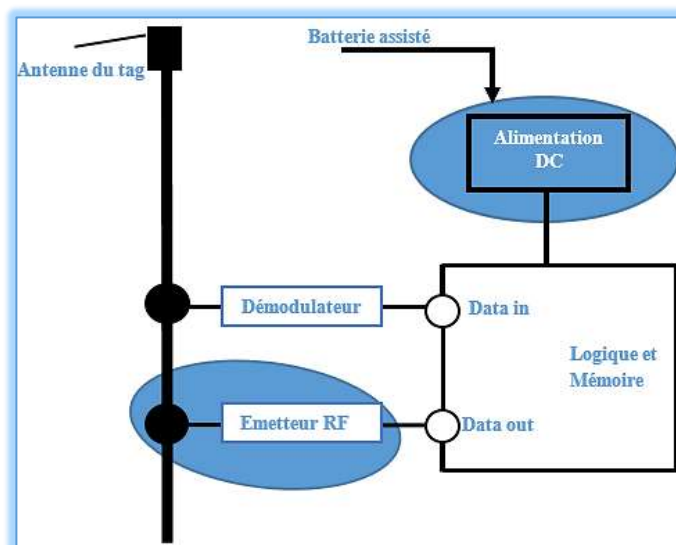 Batterie assisté
Antenne du tag
Alimentation
DC
Démodulateur
Data in
Logique et
Mémoire
Emetteur RF
Data out